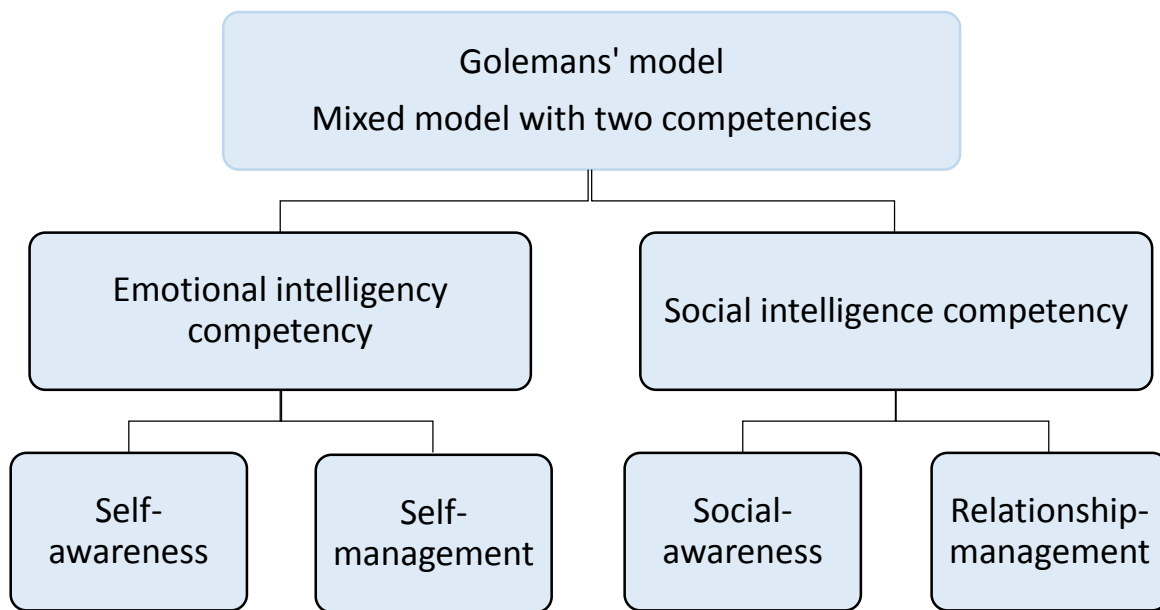 Golemans' model
Mixed model with two competencies
Emotional intelligency
competency
Social intelligence competency
Self-
awareness
Self-
management
Social-
awareness
Relationship-
management